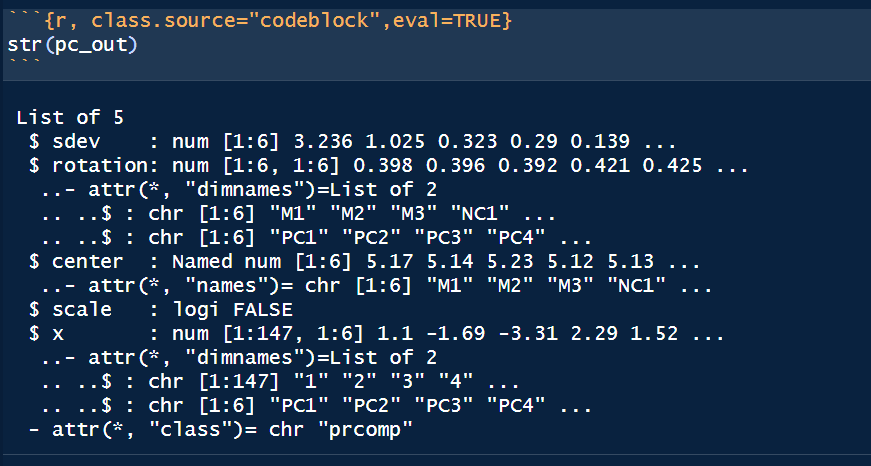 ```{r, class.source="codeblock",eval=TRUE}
str(pc_out)
```
List of 5
 $ sdev    : num [1:6] 3.236 1.025 0.323 0.29 0.139 ...
 $ rotation: num [1:6, 1:6] 0.398 0.396 0.392 0.421 0.425 ...
  ..- attr(*, "dimnames")=List of 2
  .. ..$ : chr [1:6] "M1" "M2" "M3" "NC1" ...
  .. ..$ : chr [1:6] "PC1" "PC2" "PC3" "PC4" ...
 $ center  : Named num [1:6] 5.17 5.14 5.23 5.12 5.13 ...
  ..- attr(*, "names")= chr [1:6] "M1" "M2" "M3" "NC1" ...
 $ scale   : logi FALSE
 $ x       : num [1:147, 1:6] 1.1 -1.69 -3.31 2.29 1.52 ...
  ..- attr(*, "dimnames")=List of 2
  .. ..$ : chr [1:147] "1" "2" "3" "4" ...
  .. ..$ : chr [1:6] "PC1" "PC2" "PC3" "PC4" ...
 - attr(*, "class")= chr "prcomp"